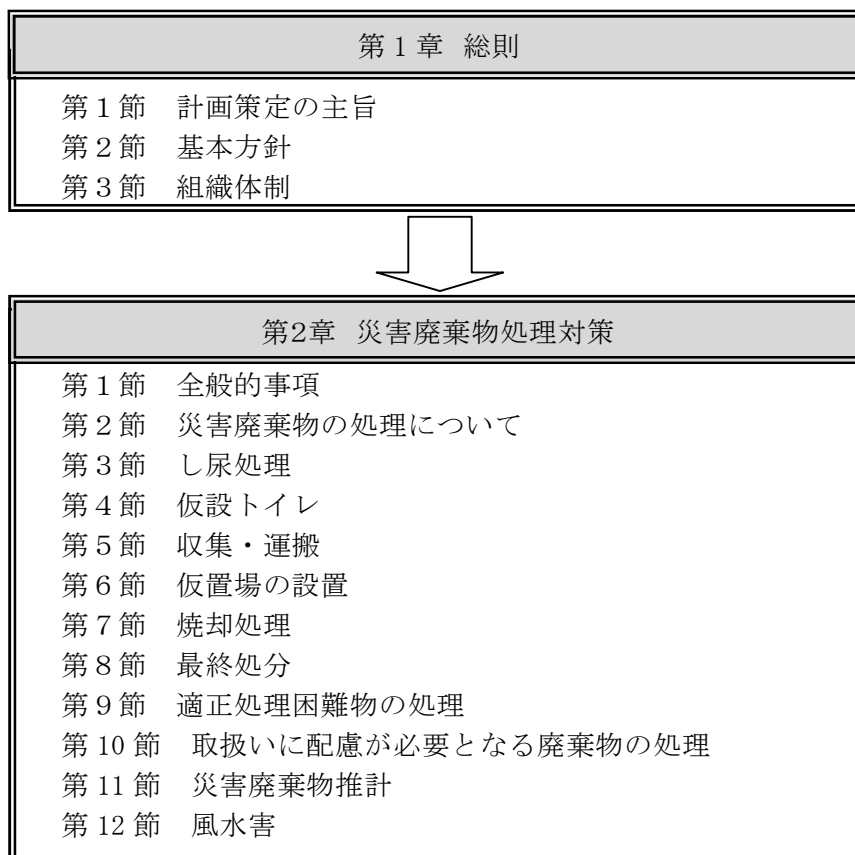 第１章 総則
第１節　計画策定の主旨
第２節　基本方針
第３節　組織体制
第2章 災害廃棄物処理対策
第１節　全般的事項
第２節　災害廃棄物の処理について
第３節　し尿処理
第４節　仮設トイレ
第５節　収集・運搬
第６節　仮置場の設置
第７節　焼却処理
第８節　最終処分
第９節　適正処理困難物の処理
第 10 節　取扱いに配慮が必要となる廃棄物の処理
第 11 節　災害廃棄物推計
第 12 節　風水害